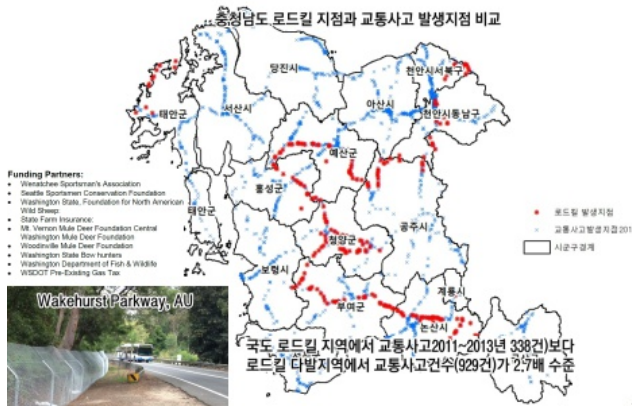 충청남도 로드킬 지점과 교통사고 발생지점 비교
천안시서북구
당진시
아산시
서산시
태안군
천안시동남구
예산군
홍성군
Funding Partners:
• Wenatchee Sportsman's Association
• Seattle Sportsmen Conservation Foundation
• Washington State, Foundation for North American
Wild Sheep:
• State Farm Insurance:
• Mt. Vernon Mule Deer Foundation Central
Washington Mule Deer Foundation
• Woodinville Mule Deer Foundation
• Washington State Bow hunters
• Washington Department of Fish & Wildlife
• WSDOT Pre-Existing Gas Tax
태안군
공주시
청양군
보령시
계룡시
부여군
논산시
로드킬 발생지점
교통사고발생지점201
시군구경계
Wakehurst Parkway, AU
국도 로드킬 지역에서 교통사고2011~2013년 338건)보다
로드킬 다발지역에서 교통사고건수(929건)가 2.7배 수준